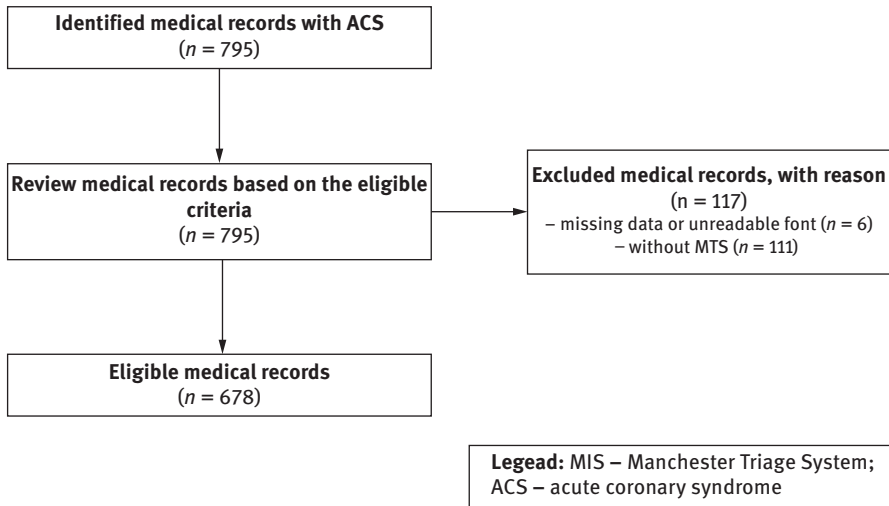 Identified medical records with ACS
(n = 795)
Review medical records based on the eligible
criteria
(n = 795)
Excluded medical records, with reason
(n = 117)
– missing data or unreadable font (n = 6)
– without MTS (n = 111)
Eligible medical records
(n = 678)
Legead: MIS – Manchester Triage System;
ACS – acute coronary syndrome